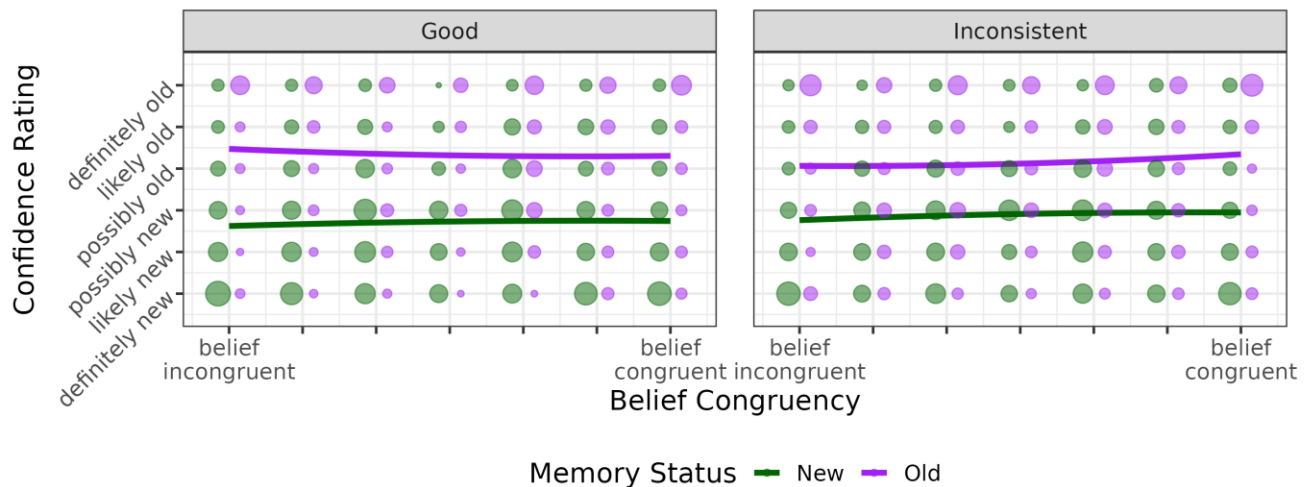 Good
Inconsistent
Confidence Rating
definitely old
likely old
possibly old
possibly new
likely new
definitely new
belief
incongruent
belief
congruent
belief
incongruent
belief
congruent
Belief Congruency
Memory Status New Old